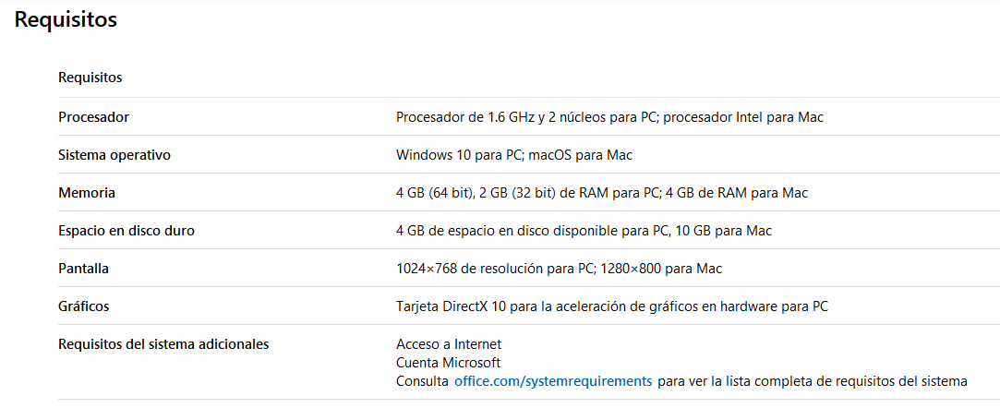 Requisitos
Requisitos
Procesador Procesador de 1.6 GHz y 2 núcleos para PC; procesador Intel para Mac
Sistema operativo Windows 10 para PC; macOS para Mac
Memoria 4 GB (64 bit), 2 GB (32 bit) de RAM para PC; 4 GB de RAM para Mac
Espacio en disco duro 4 GB de espacio en disco disponible para PC, 10 GB para Mac
Pantalla 1024×768 de resolución para PC; 1280×800 para Mac
Gráficos Tarjeta DirectX 10 para la aceleración de gráficos en hardware para PC
Requisitos del sistema adicionales Acceso a Internet
Cuenta Microsoft
Consulta office.com/systemrequirements para ver la lista completa de requisitos del sistema